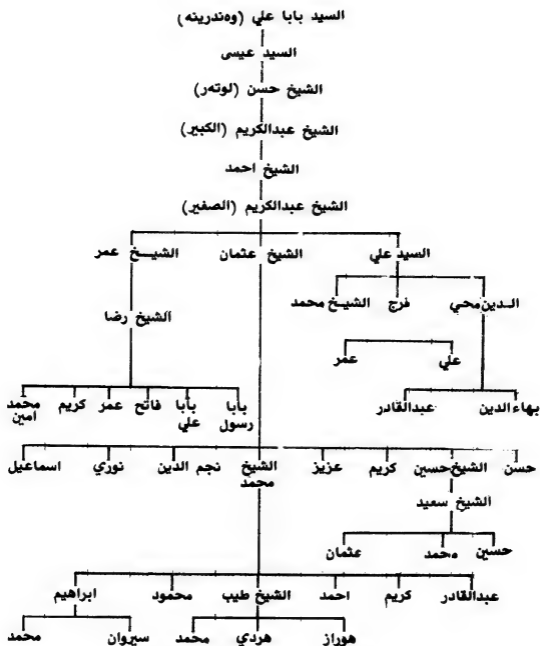 السيد بابا علي (وەندرينه)
السيد عيسى
الشيخ حسن (لوتەر)
الشيخ عبدالكريم (الكبير)
الشيخ احمد
الشيخ عبدالكريم (الصغير)
السيد علي الشيخ عثمان الشيخ عمر
الدين محي فرج الشيخ محمد
الشيخ رضا
علي عمر
بهاء الدين عبدالقادر
بابا رسول بابا علي فاتح عمر كريم محمد امين
حسن الشيخ حسين كريم عزيز الشيخ محمد نجم الدين نوري اسماعيل
الشيخ سعيد
حسين محمد عثمان
عبدالقادر كريم احمد الشيخ طيب محمود ابراهيم
هوراز هردي محمد سيروان محمد